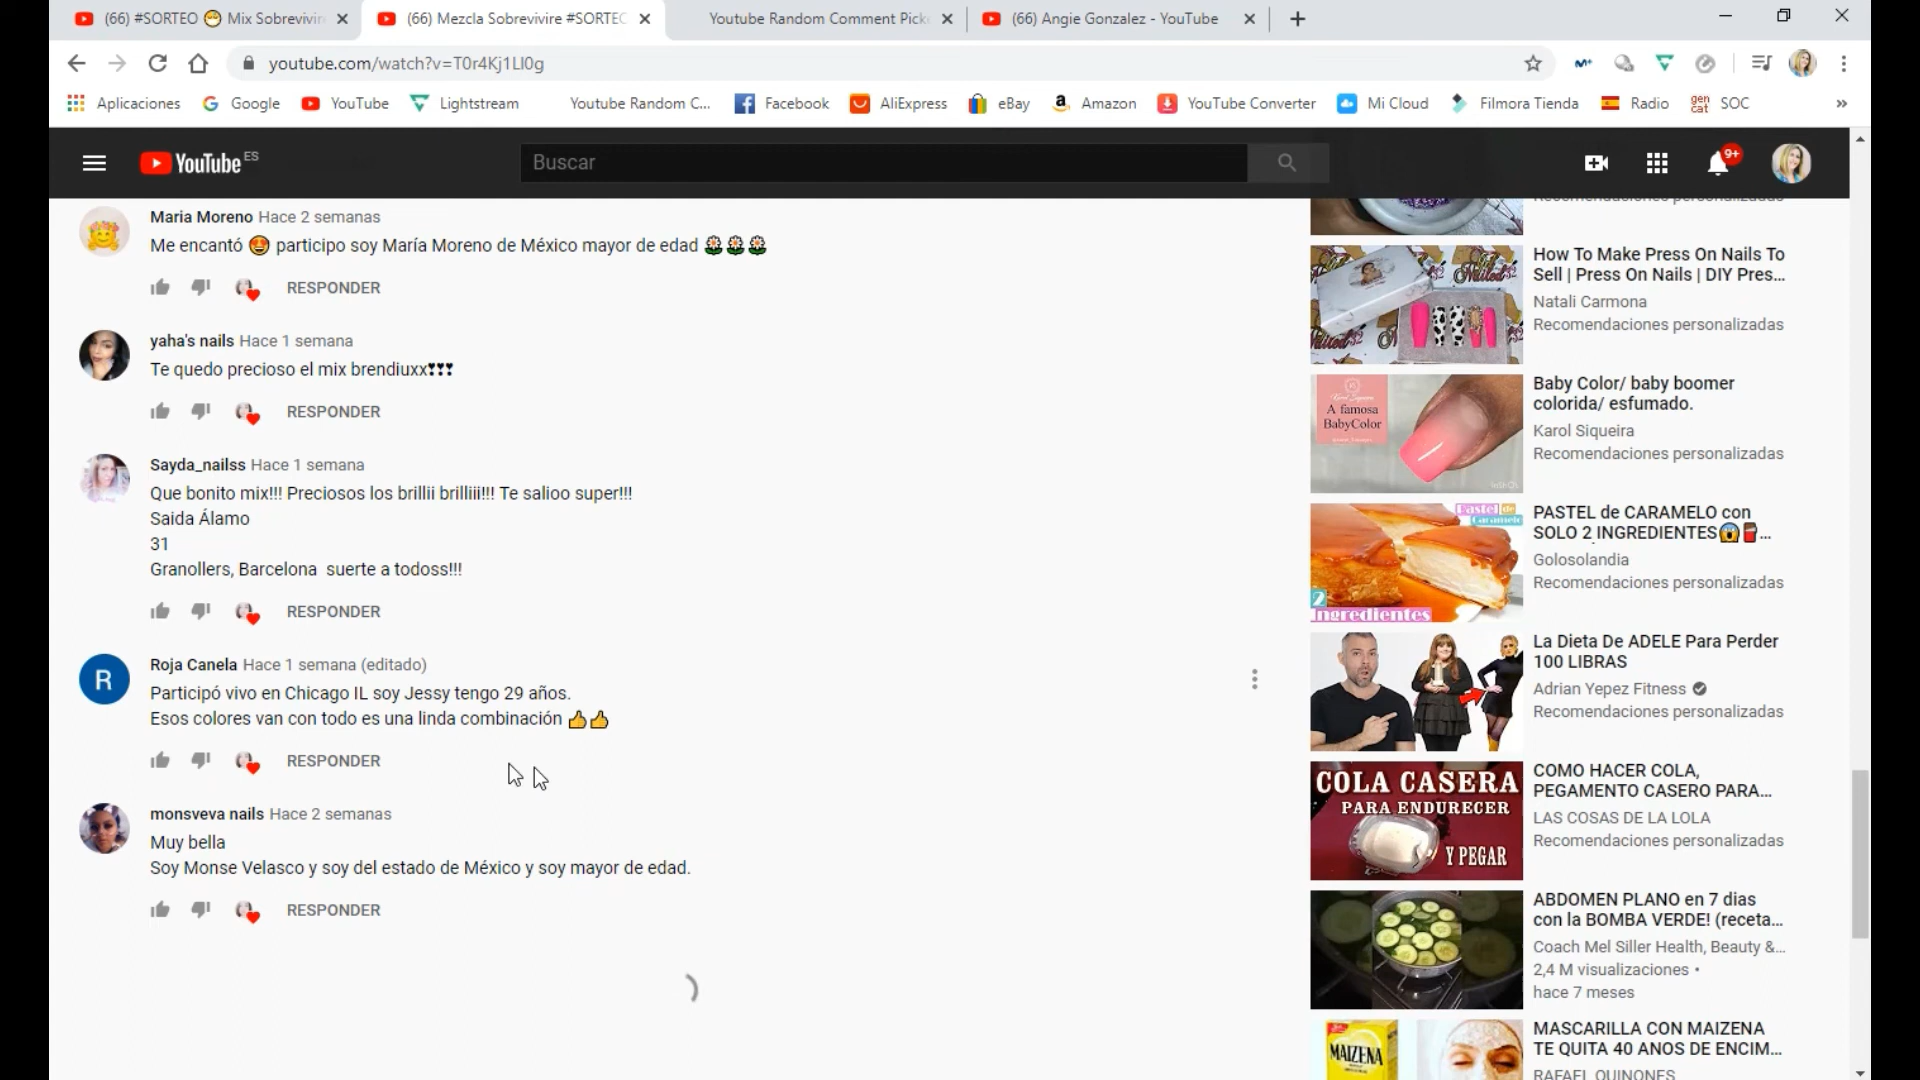 (66) #SORTEO 😁 Mix Sobrevivir
(66) Mezcla Sobrevivire #SORTEO
Youtube Random Comment Pick
(66) Angie Gonzalez - YouTube
youtube.com/watch?v=T0r4Kj1LI0g
Aplicaciones
Google
YouTube
Lightstream
Youtube Random C...
Facebook
AliExpress
eBay
Amazon
YouTube Converter
Mi Cloud
Filmora Tienda
Radio
gen
cat
SOC
»
YouTube ES
Buscar
9+
Maria Moreno Hace 2 semanas
Me encantó 😍 participo soy María Moreno de México mayor de edad 🌼🌼🌼
RESPONDER
yaha's nails Hace 1 semana
Te quedo precioso el mix brendiuxx❣❣❣
RESPONDER
Sayda_nailss Hace 1 semana
Que bonito mix!!! Preciosos los brillii brilliii!!! Te salioo super!!!
Saida Álamo
31
Granollers, Barcelona  suerte a todoss!!!
RESPONDER
R
Roja Canela Hace 1 semana (editado)
Participó vivo en Chicago IL soy Jessy tengo 29 años.
Esos colores van con todo es una linda combinación 👍👍
RESPONDER
monsveva nails Hace 2 semanas
Muy bella
Soy Monse Velasco y soy del estado de México y soy mayor de edad.
RESPONDER
Recomendaciones personalizadas
How To Make Press On Nails To
Sell | Press On Nails | DIY Pres...
Natali Carmona
Recomendaciones personalizadas
A famosa
BabyColor
Baby Color/ baby boomer
colorida/ esfumado.
Karol Siqueira
Recomendaciones personalizadas
Pastel de
Caramelo
2
Ingredientes
PASTEL de CARAMELO con
SOLO 2 INGREDIENTES😱🥫...
Golosolandia
Recomendaciones personalizadas
La Dieta De ADELE Para Perder
100 LIBRAS
Adrian Yepez Fitness
Recomendaciones personalizadas
COLA CASERA
PARA ENDURECER
Y PEGAR
COMO HACER COLA,
PEGAMENTO CASERO PARA...
LAS COSAS DE LA LOLA
Recomendaciones personalizadas
ABDOMEN PLANO en 7 dias
con la BOMBA VERDE! (receta...
Coach Mel Siller Health, Beauty &...
2,4 M visualizaciones •
hace 7 meses
MAIZENA
MASCARILLA CON MAIZENA
TE QUITA 40 ANOS DE ENCIM...
RAFAEL QUINONES